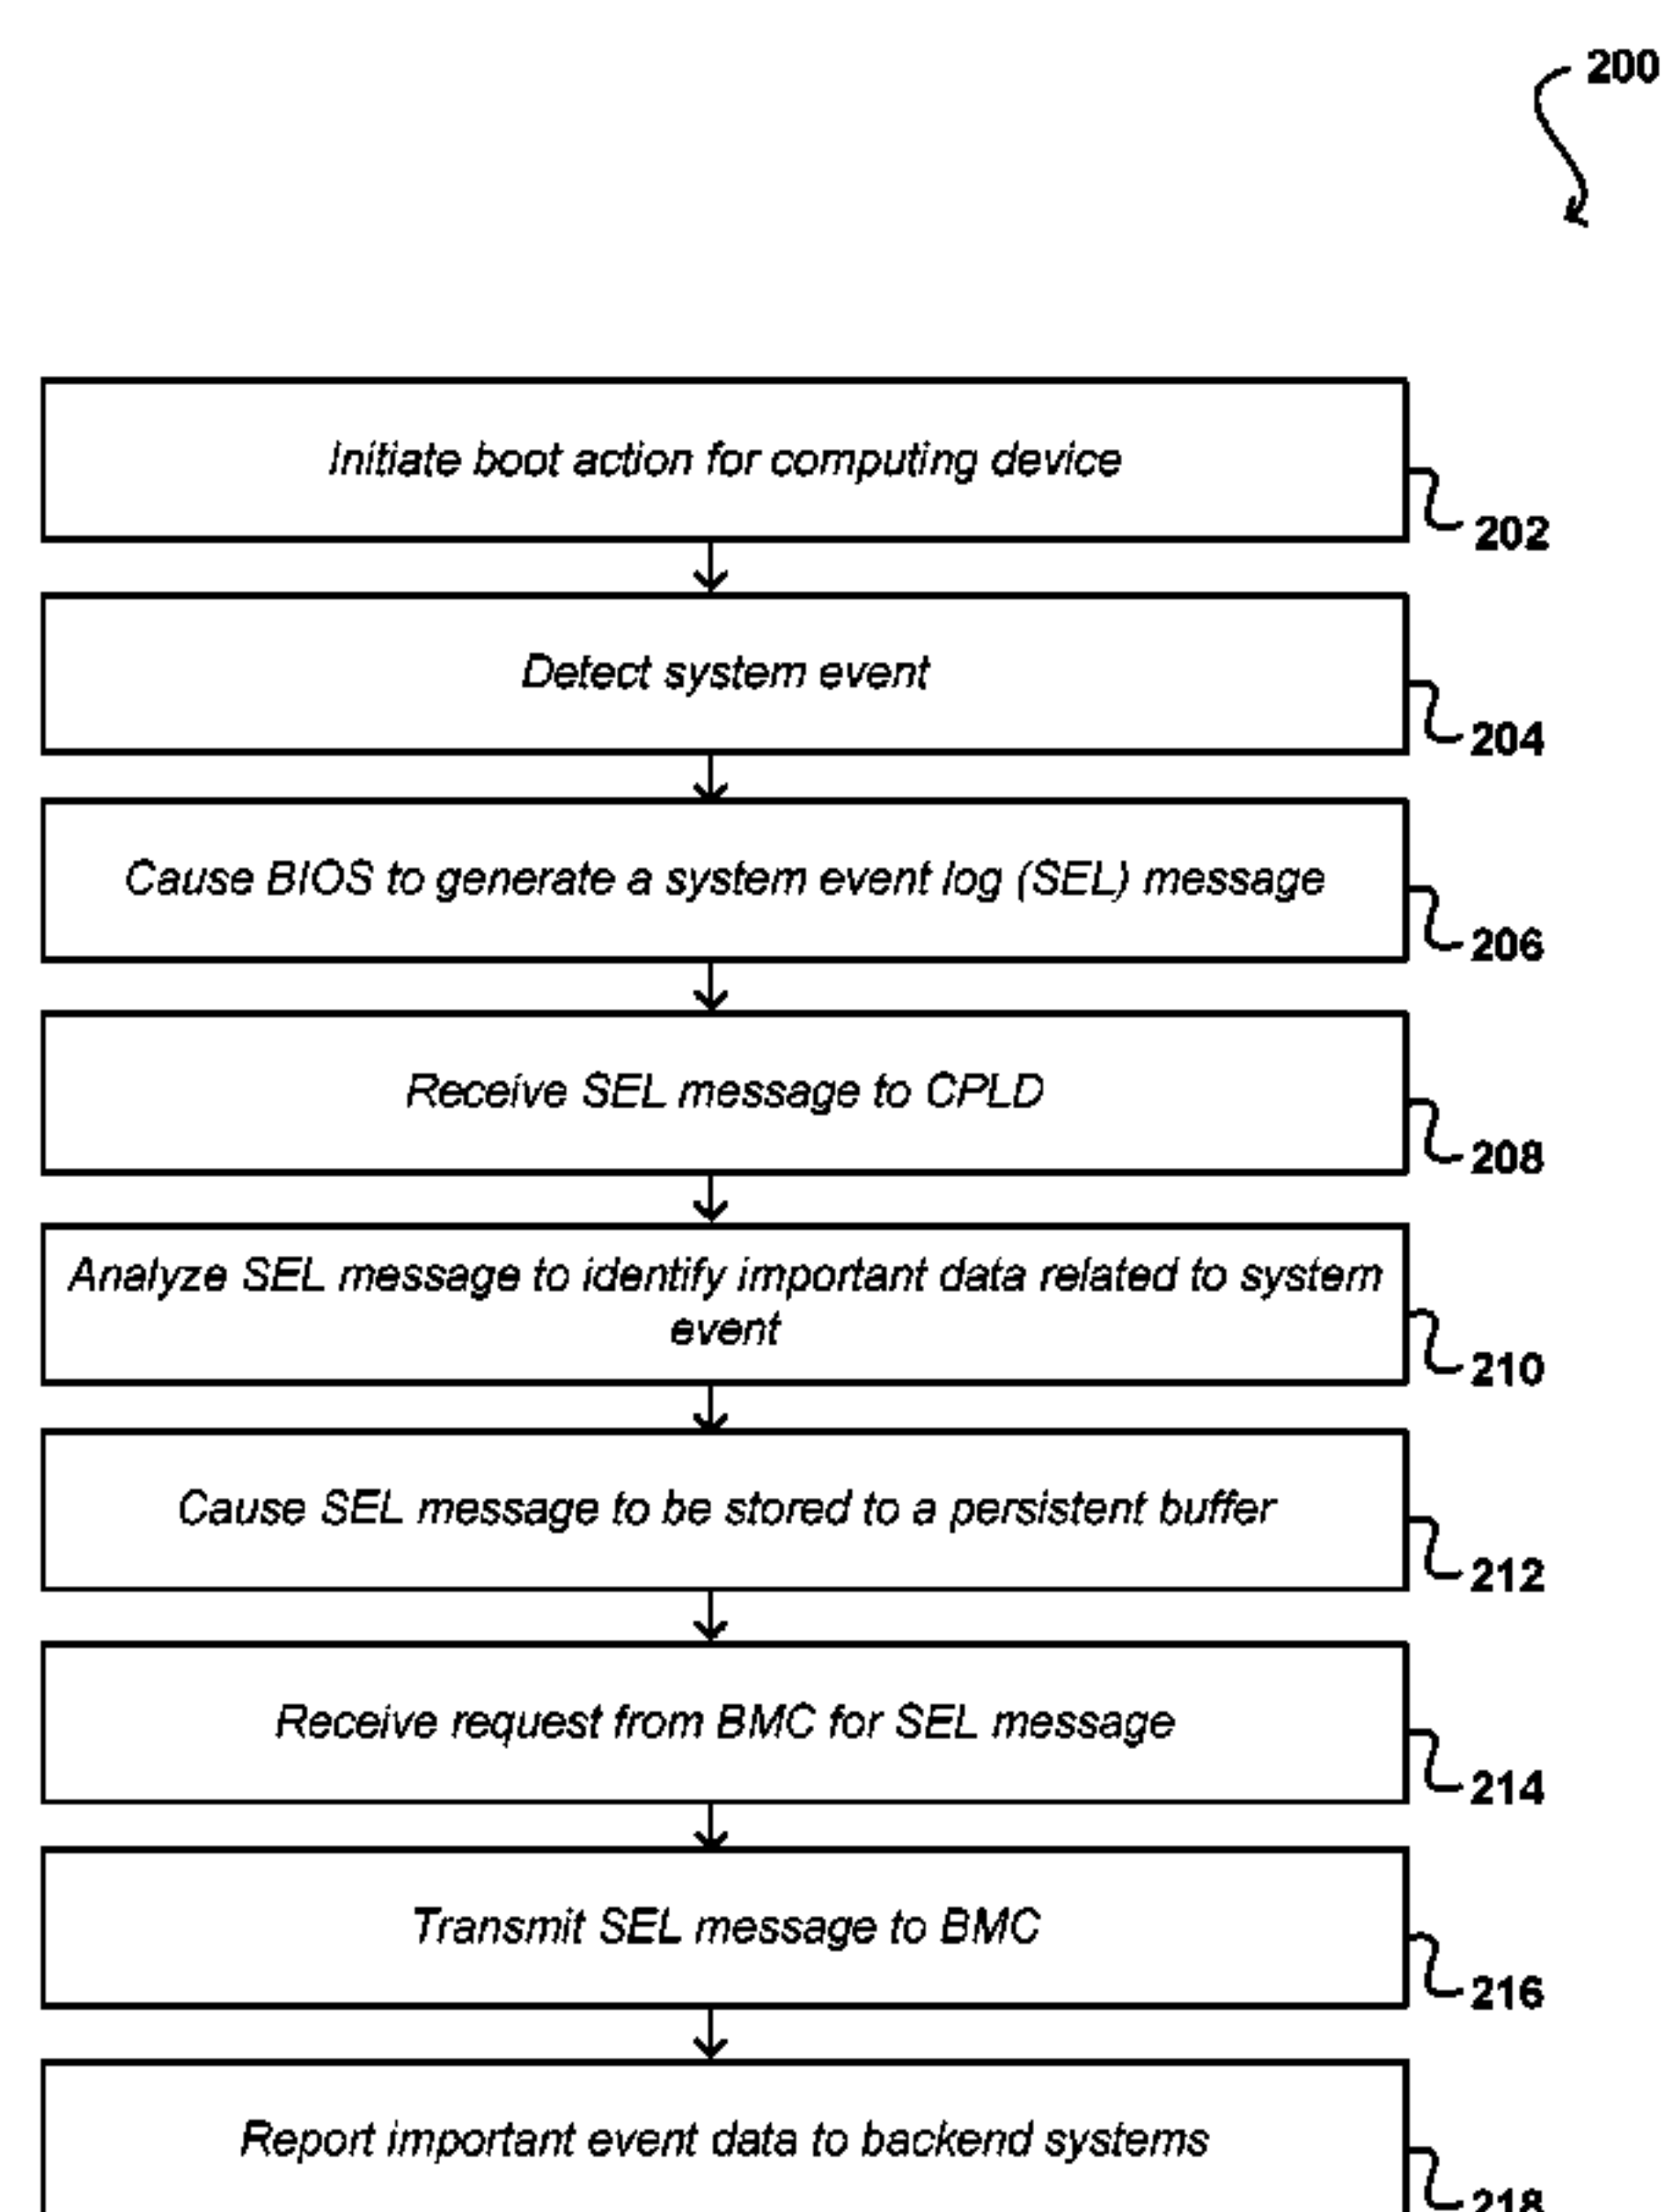 200
Initiate boot action for computing device
202
Detect system event
204
Cause BIOS to generate a system event log (SEL) message
206
Receive SEL message to CPLD
208
Analyze SEL message to identify important data related to system
event
210
Cause SEL message to be stored to a persistent buffer
212
Receive request from BMC for SEL message
214
Transmit SEL message to BMC
216
Report important event data to backend systems
218